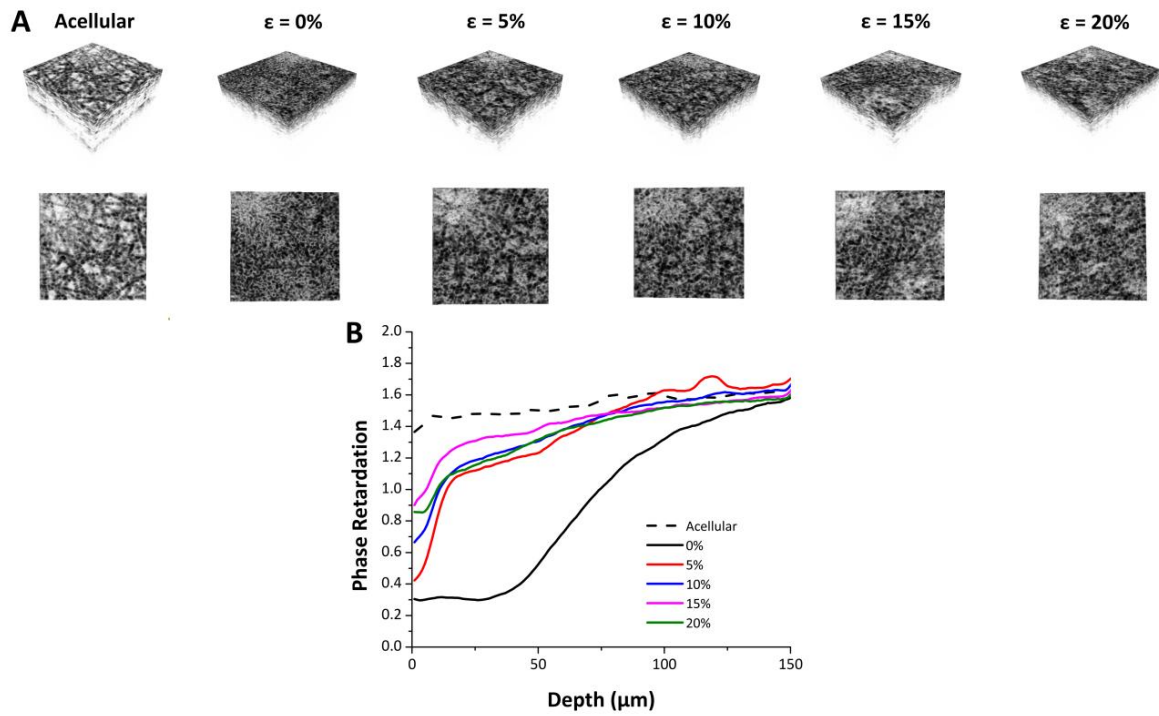 A
Acellular
ε = 0%
ε = 5%
ε = 10%
ε = 15%
ε = 20%
B
2.0
1.8
1.6
1.4
1.2
1.0
0.8
0.6
0.4
0.2
0.0
Phase Retardation
Acellular
0%
5%
10%
15%
20%
0
50
100
150
Depth (μm)